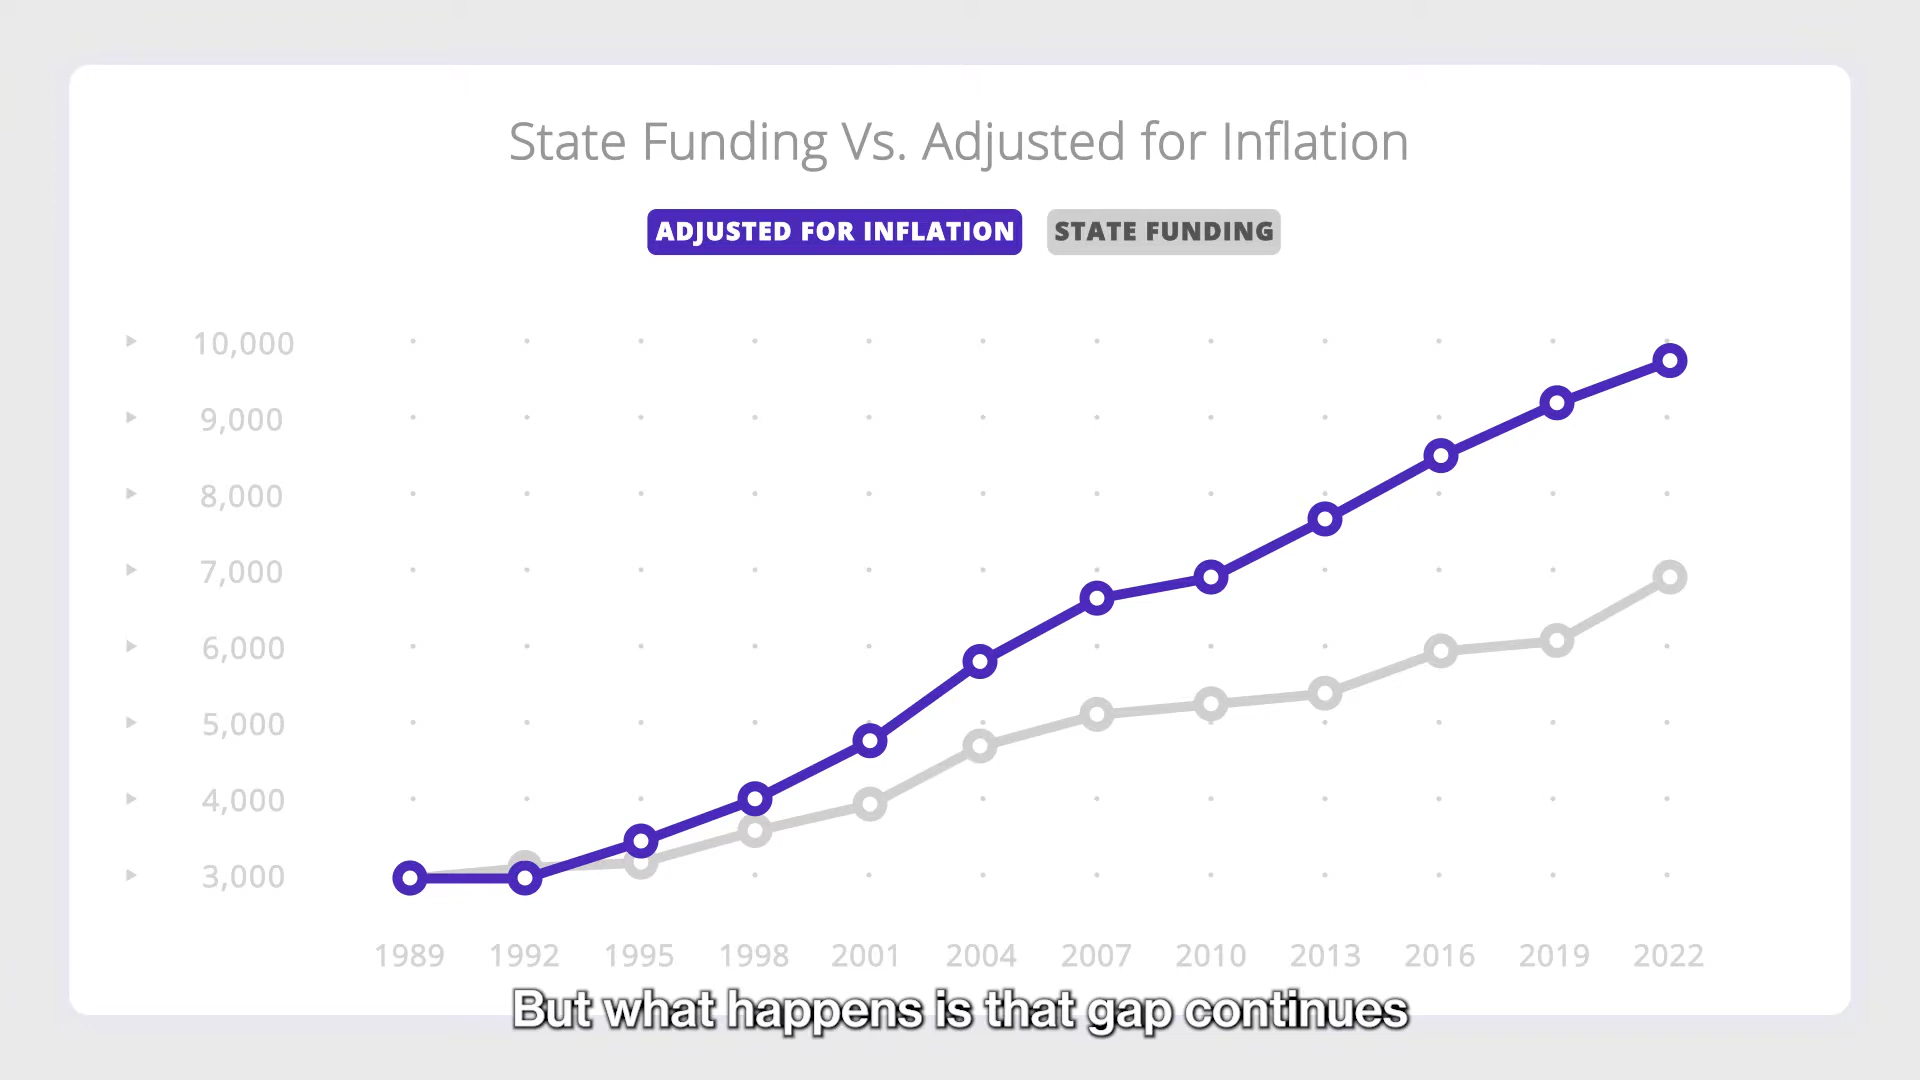 State Funding Vs. Adjusted for Inflation
ADJUSTED FOR INFLATION STATE FUNDING
10,000
9,000
8,000
7,000
6,000
5,000
4,000
3,000
1989 1992 1995 1998 2001 2004 2007 2010 2013 2016 2019 2022
But what happens is that gap continues